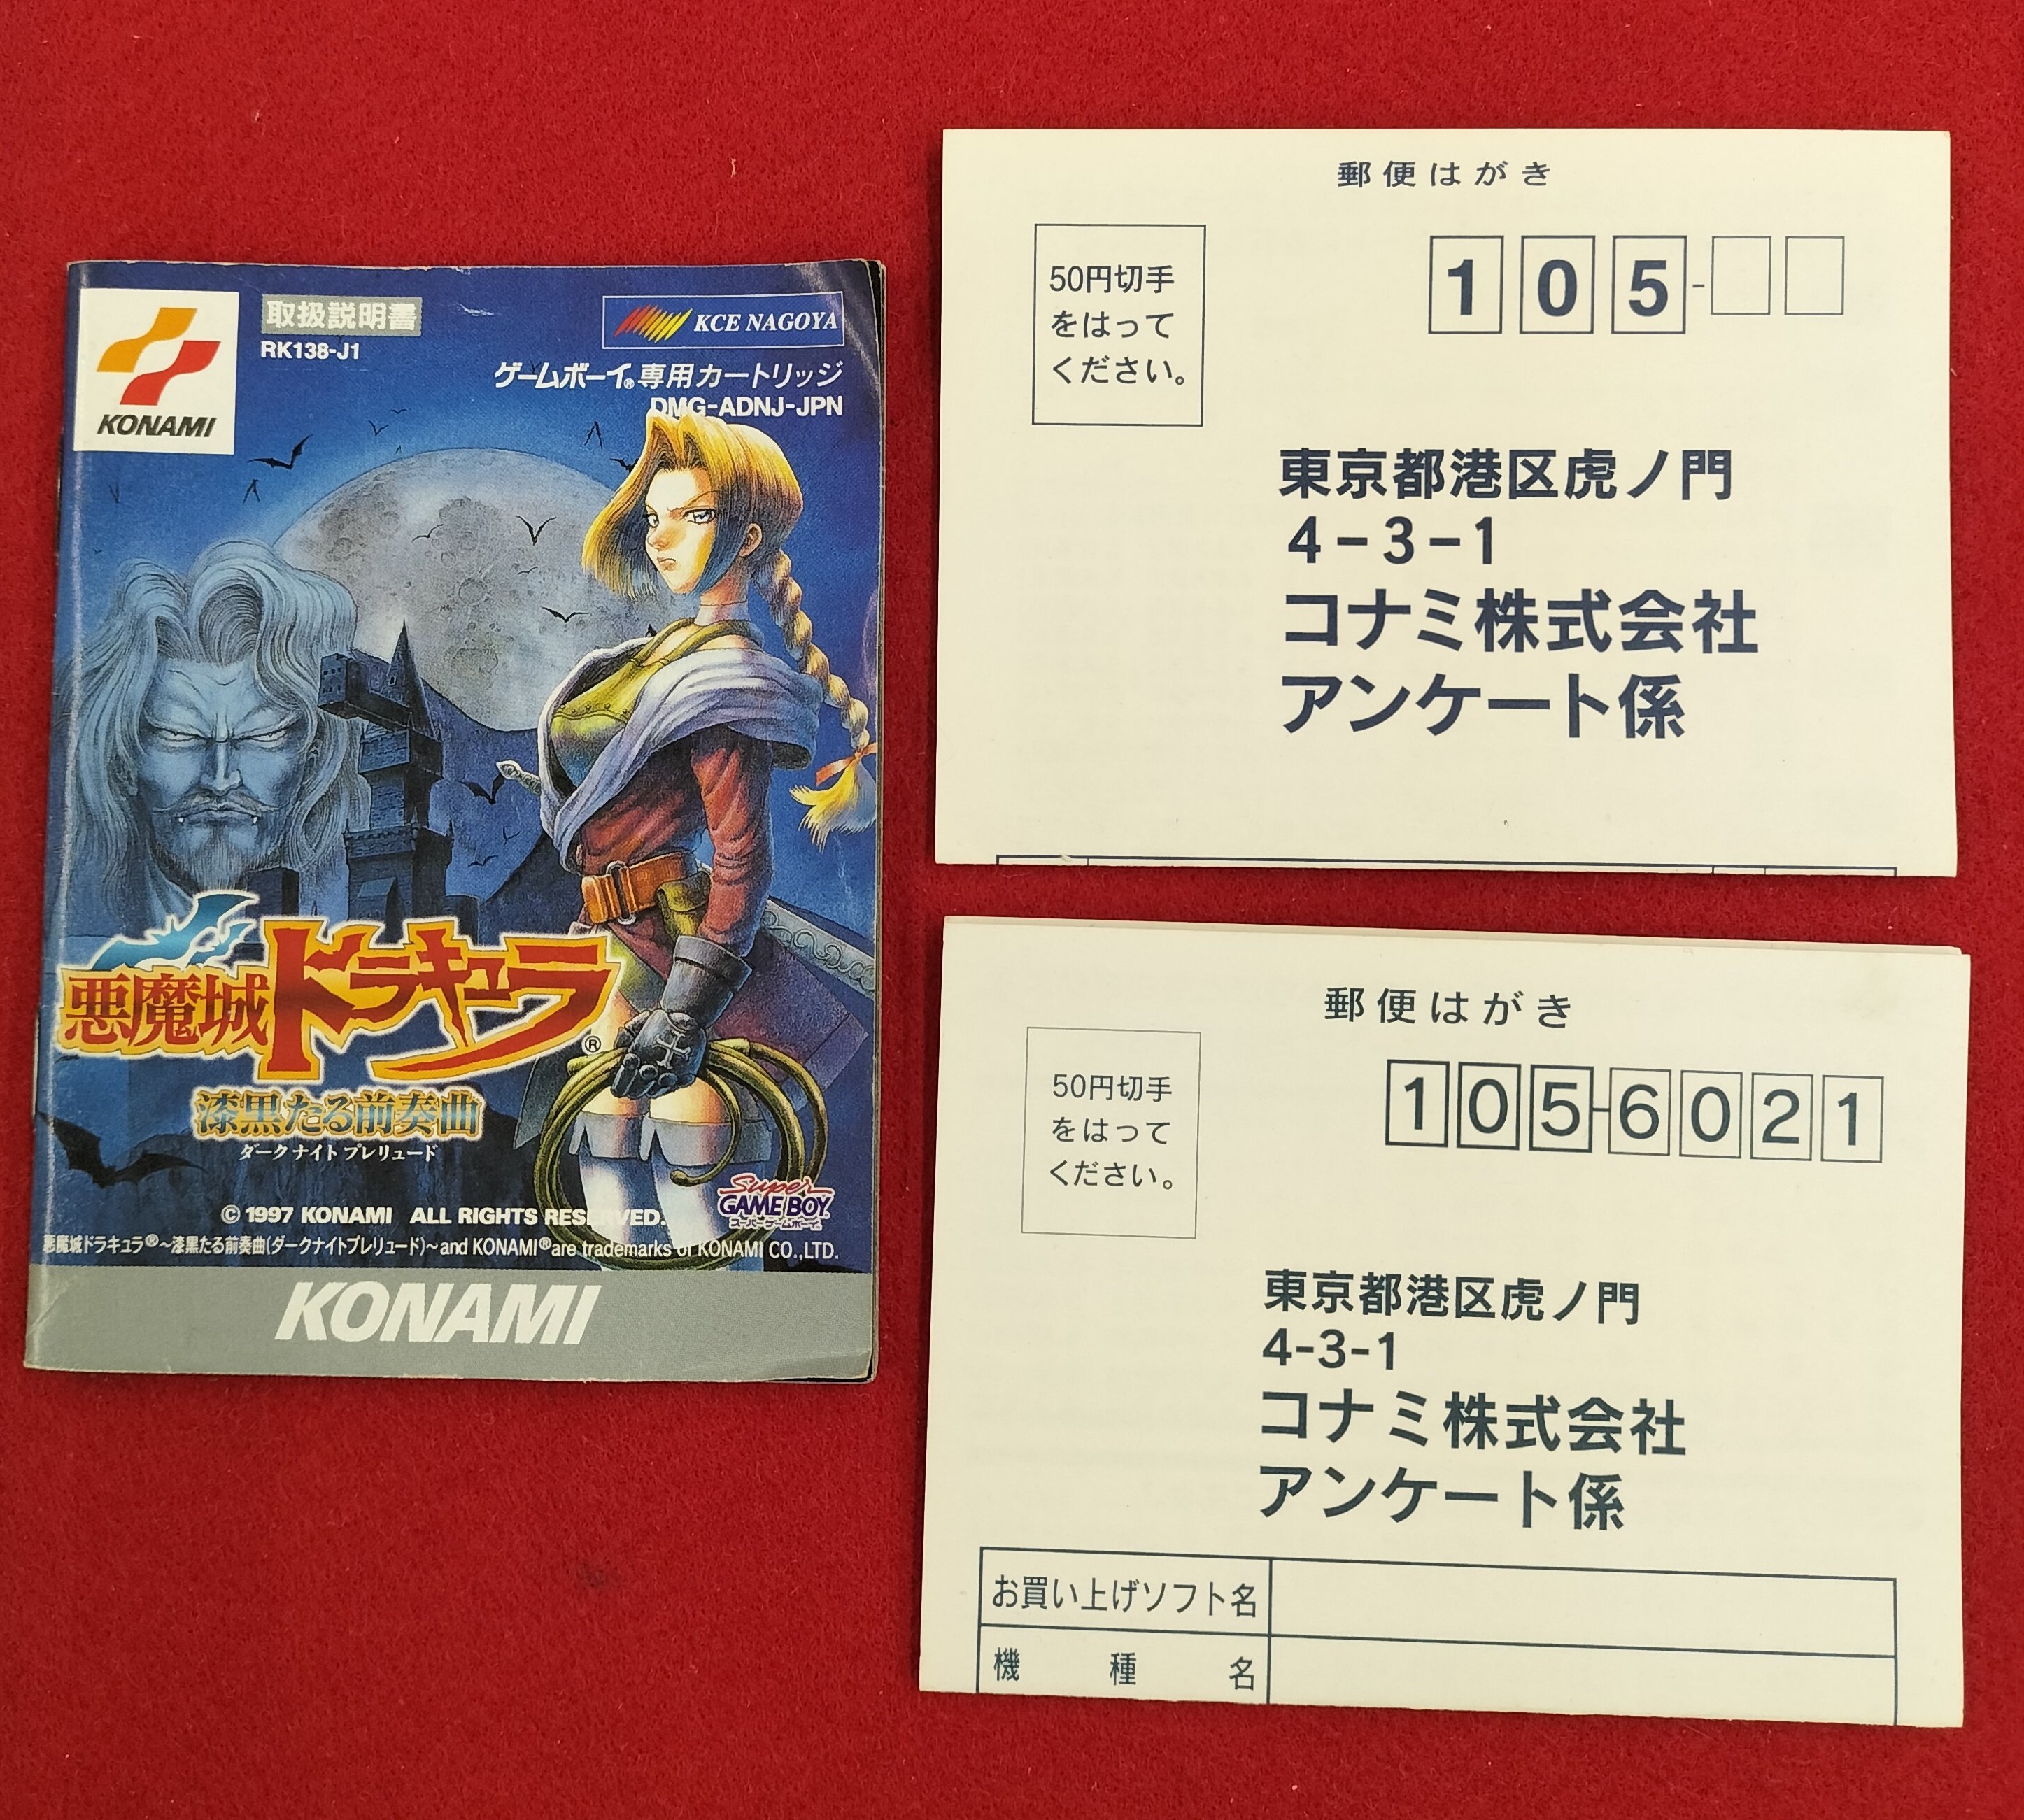 KONAMI
取扱説明書
RK138-J1
KCE NAGOYA
ゲームボーイ®専用カートリッジ
DMG-ADNJ-JPN
悪魔城ドラキュラ®
漆黒たる前奏曲
ダーク ナイト プレリュード
Super
GAME BOY
スーパーゲームボーイ
© 1997 KONAMI ALL RIGHTS RESERVED.
悪魔城ドラキュラ®~漆黒たる前奏曲(ダークナイトプレリュード)~and KONAMI®are trademarks of KONAMI CO.,LTD.
KONAMI
郵便はがき
50円切手
をはって
ください。
105-
東京都港区虎ノ門
4-3-1
コナミ株式会社
アンケート係
郵便はがき
50円切手
をはって
ください。
105-6021
東京都港区虎ノ門
4-3-1
コナミ株式会社
アンケート係
お買い上げソフト名
機種名